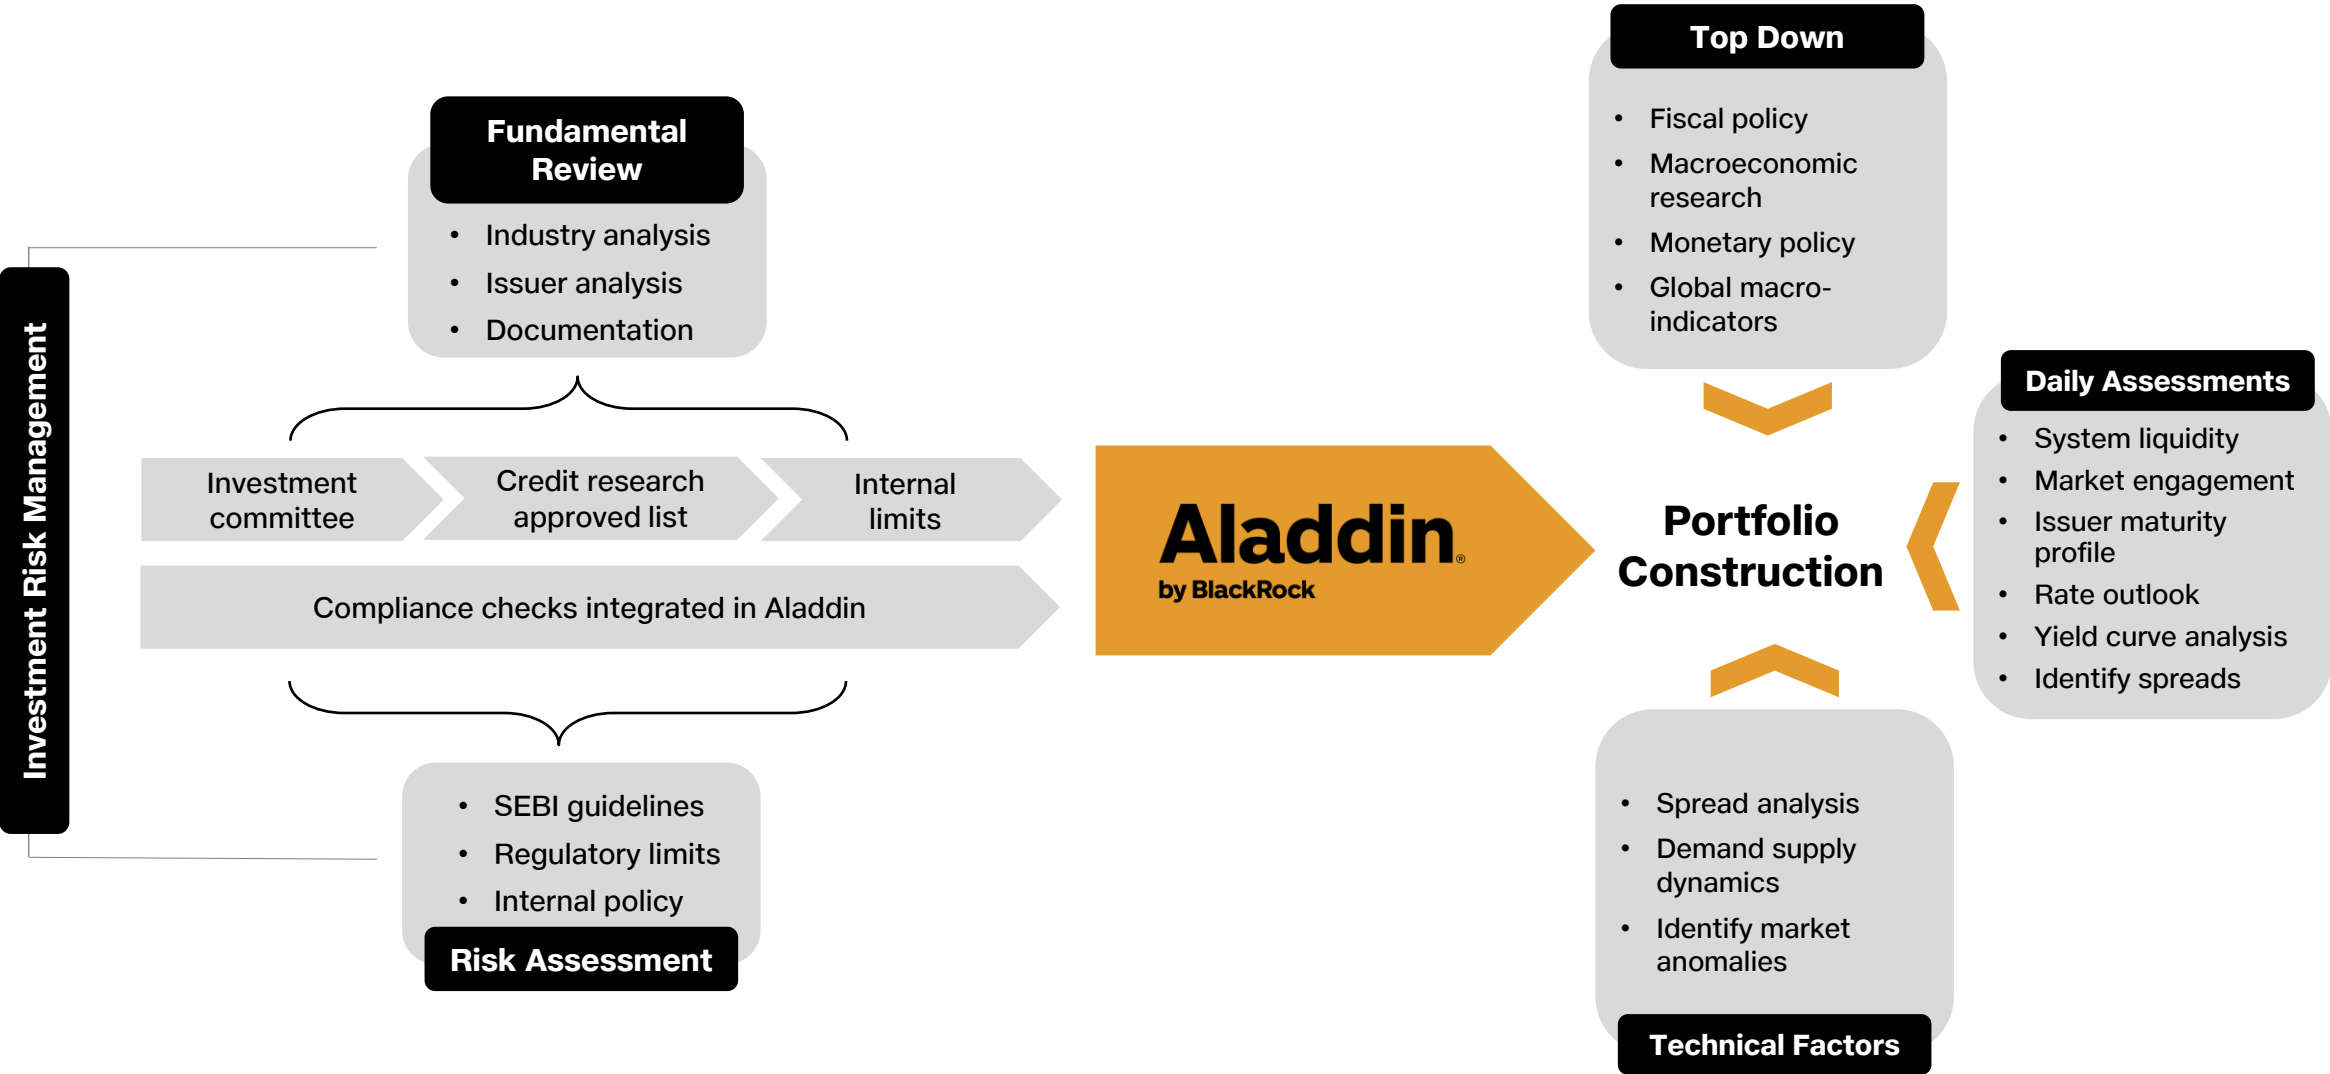 Investment Risk Management
Fundamental
Review
• Industry analysis
• Issuer analysis
• Documentation
Investment
committee
Credit research
approved list
Internal
limits
Compliance checks integrated in Aladdin
• SEBI guidelines
• Regulatory limits
• Internal policy
Risk Assessment
Aladdin®
by BlackRock
Top Down
• Fiscal policy
• Macroeconomic
research
• Monetary policy
• Global macro-
indicators
Portfolio
Construction
Daily Assessments
• System liquidity
• Market engagement
• Issuer maturity
profile
• Rate outlook
• Yield curve analysis
• Identify spreads
• Spread analysis
• Demand supply
dynamics
• Identify market
anomalies
Technical Factors